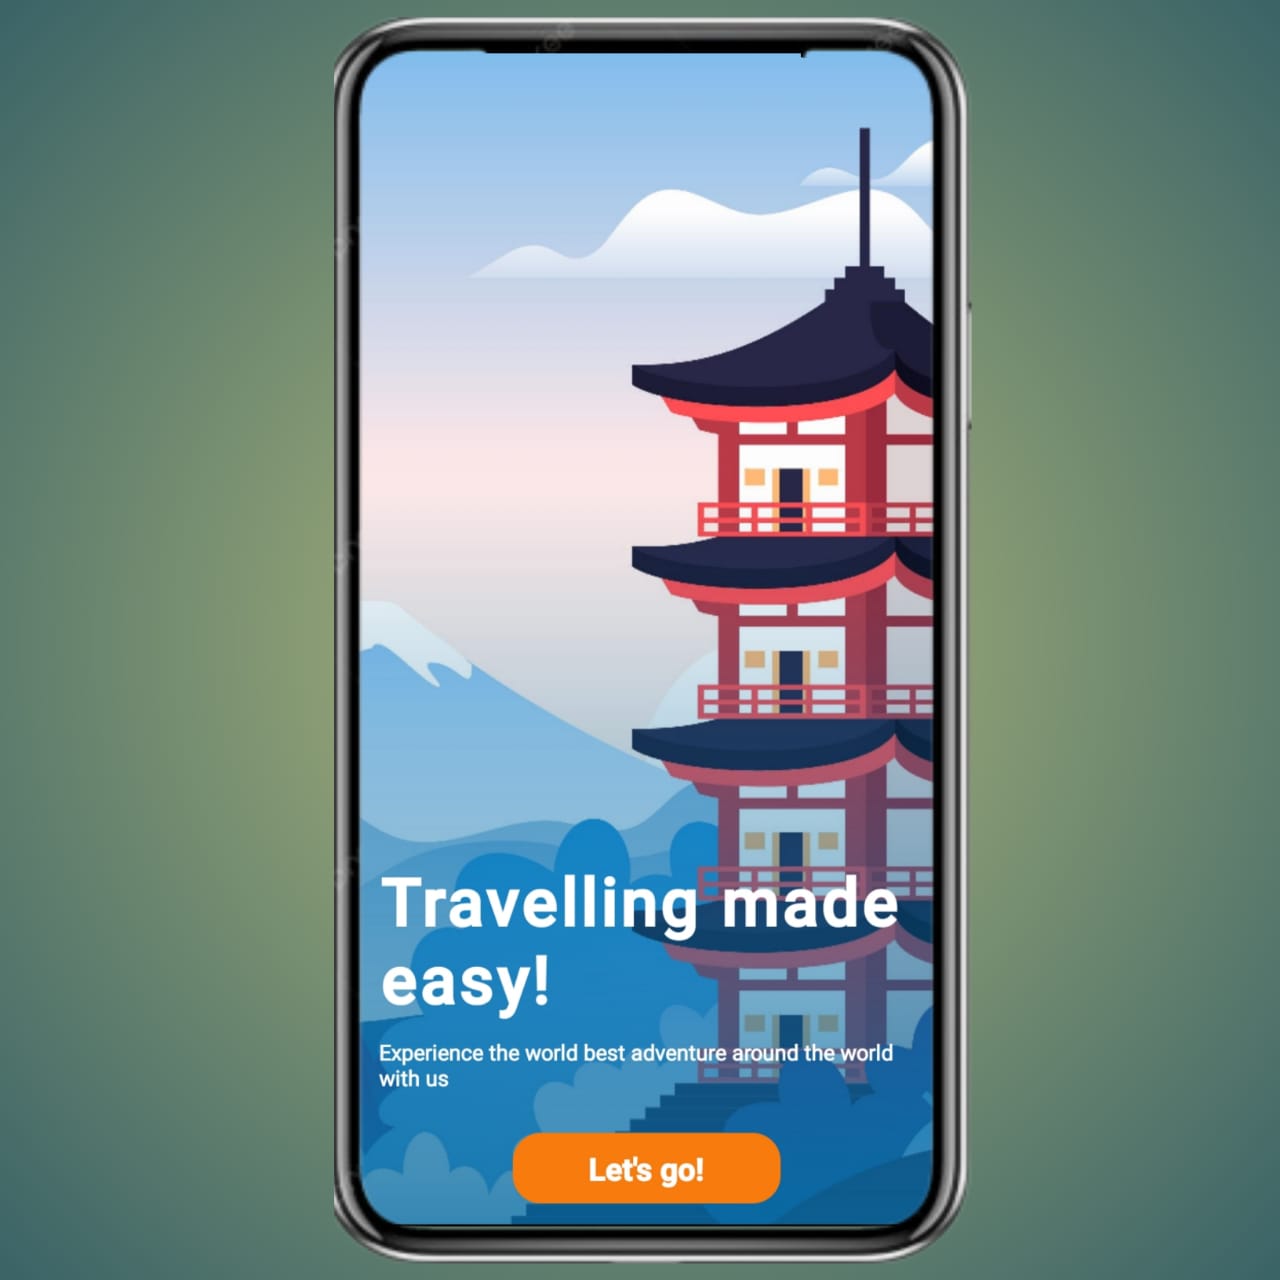 Travelling made
easy!
Experience the world best adventure around the world
with us
Let's go!